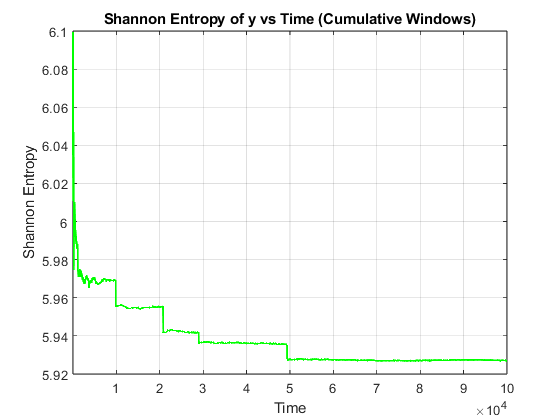 Shannon Entropy of y vs Time (Cumulative Windows)
Shannon Entropy
6.1
6.08
6.06
6.04
6.02
6
5.98
5.96
5.94
5.92
1 2 3 4 5 6 7 8 9 10
Time
×10^4